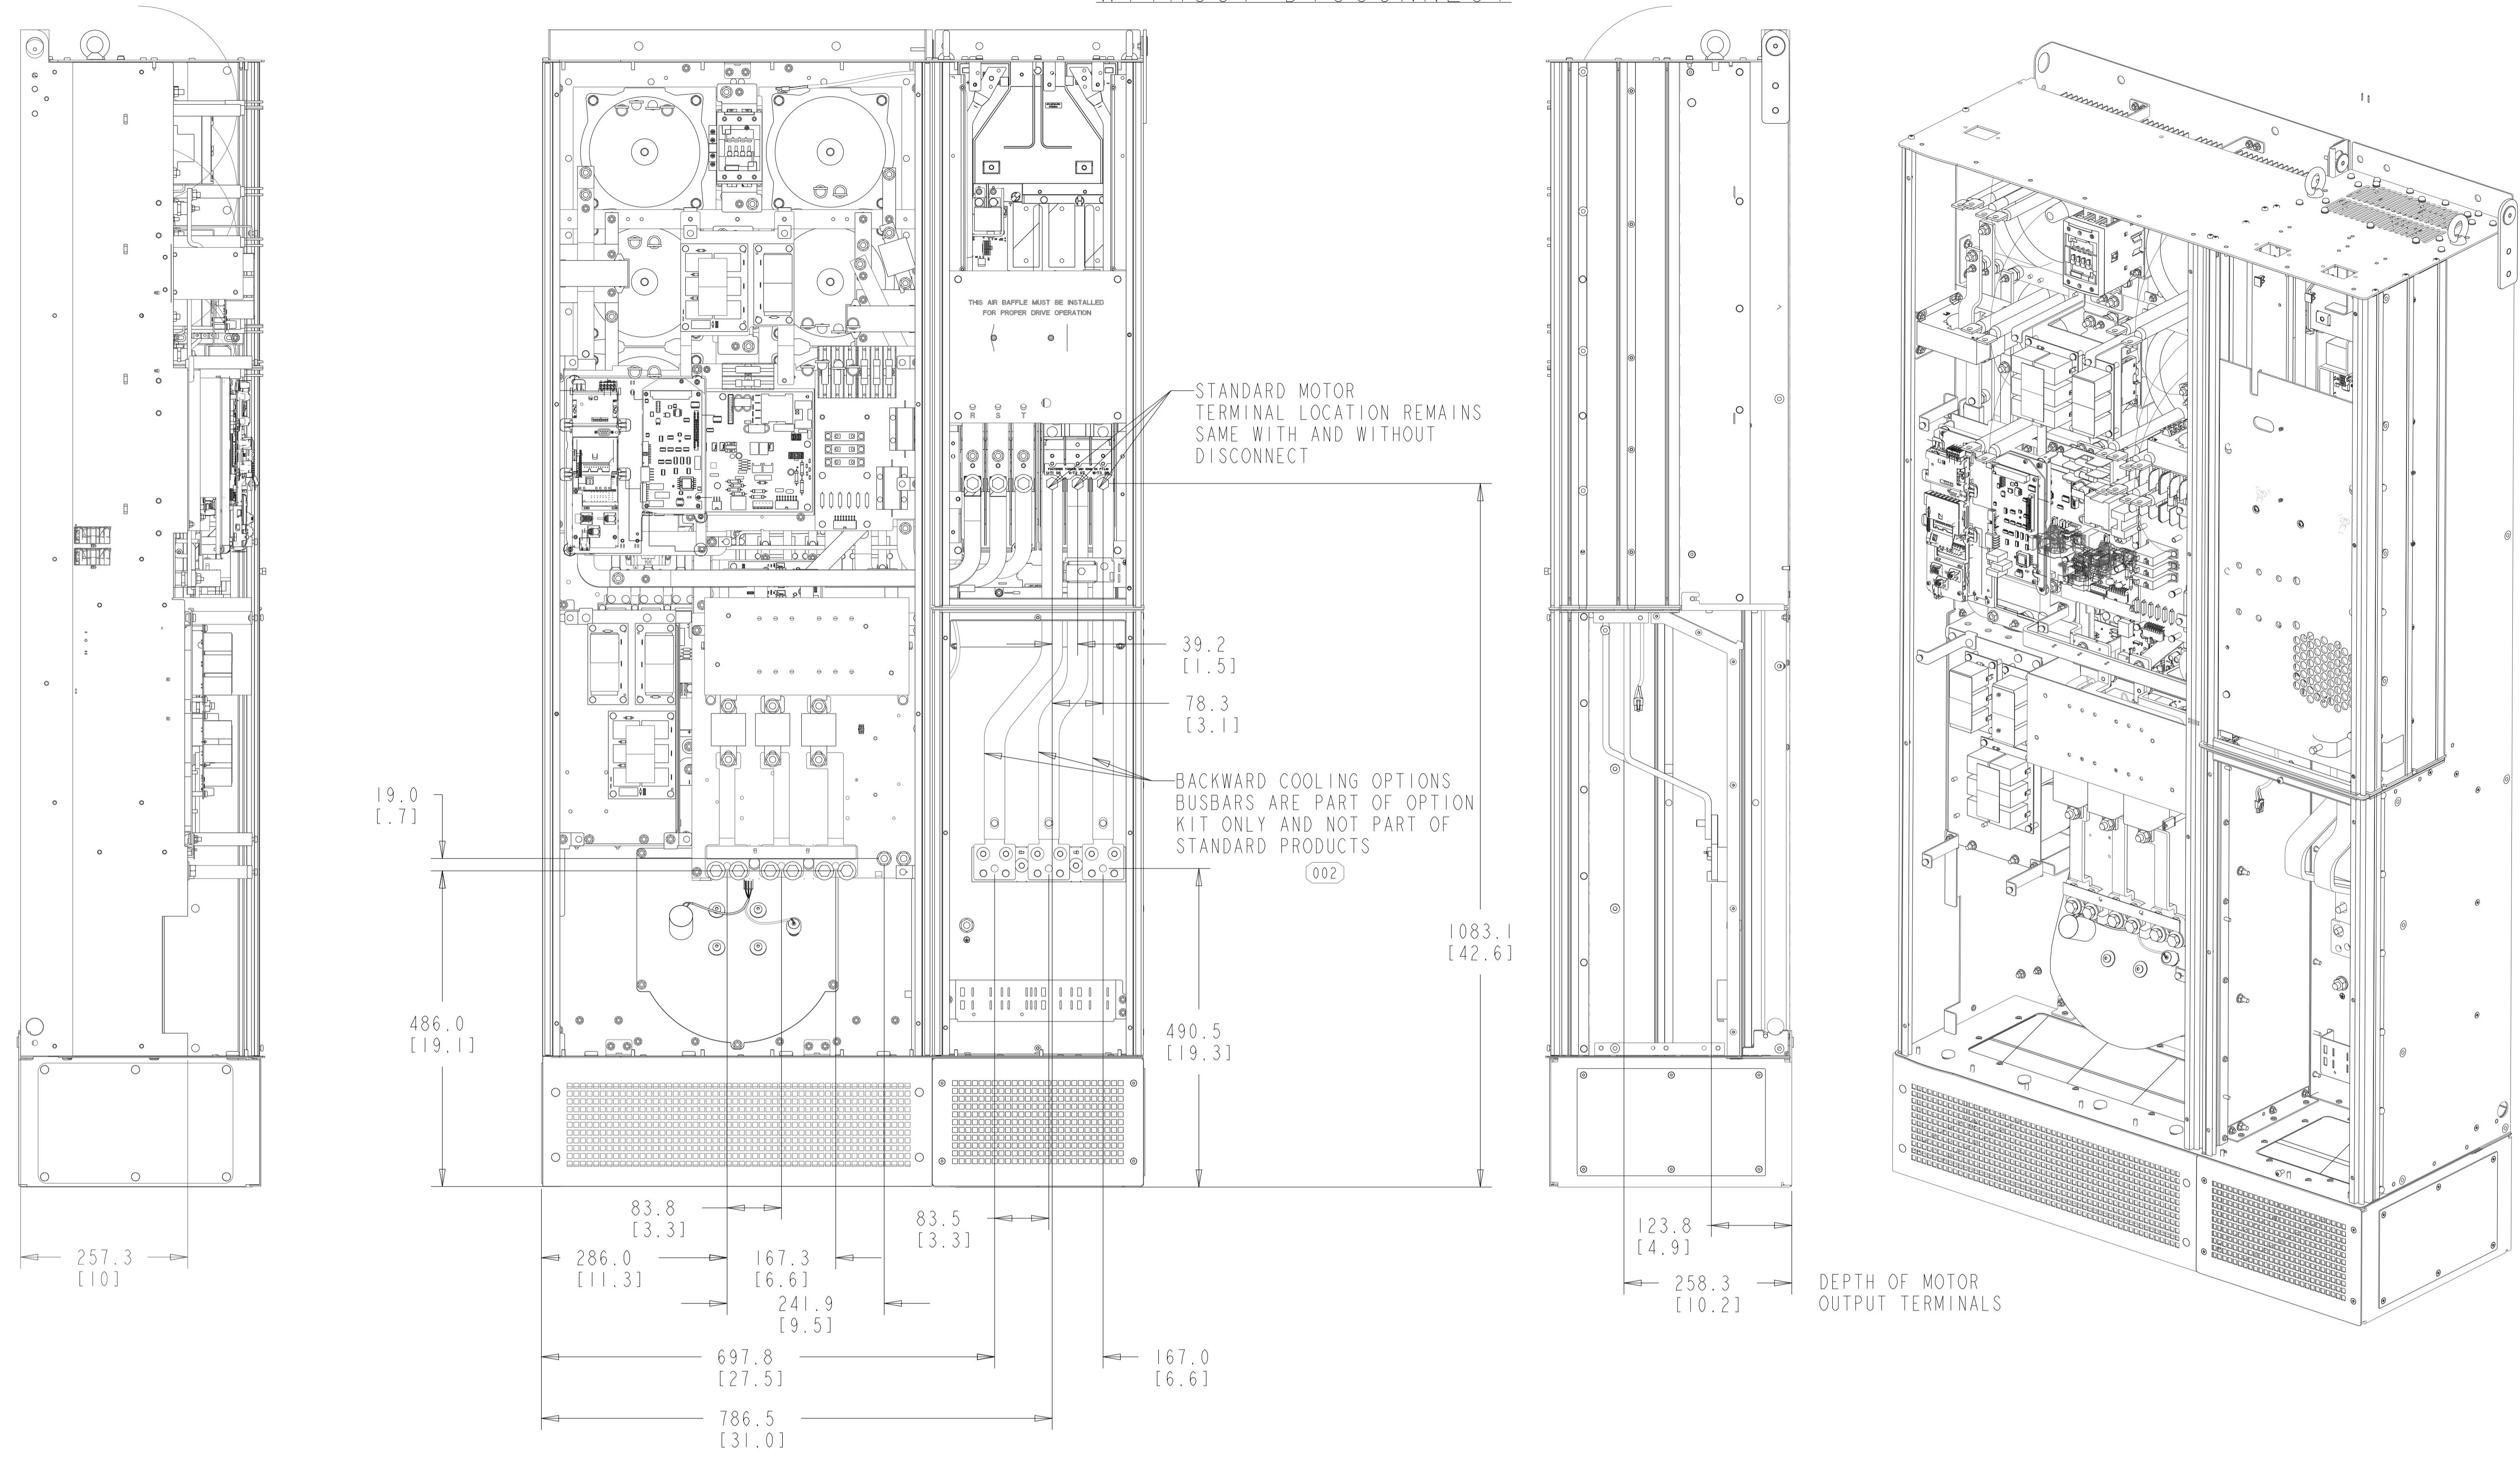 WITHOUT DISCONNECT
THIS AIR BAFFLE MUST BE INSTALLED
FOR PROPER DRIVE OPERATION
R S T
STANDARD MOTOR
TERMINAL LOCATION REMAINS
SAME WITH AND WITHOUT
DISCONNECT
39.2
[1.5]
78.3
[3.1]
BACKWARD COOLING OPTIONS
BUSBARS ARE PART OF OPTION
KIT ONLY AND NOT PART OF
STANDARD PRODUCTS
002
19.0
[.7]
1083.1
[42.6]
486.0
[19.1]
490.5
[19.3]
83.8
[3.3]
83.5
[3.3]
123.8
[4.9]
257.3
[10]
286.0
[11.3]
167.3
[6.6]
241.9
[9.5]
258.3
[10.2]
DEPTH OF MOTOR
OUTPUT TERMINALS
697.8
[27.5]
167.0
[6.6]
786.5
[31.0]